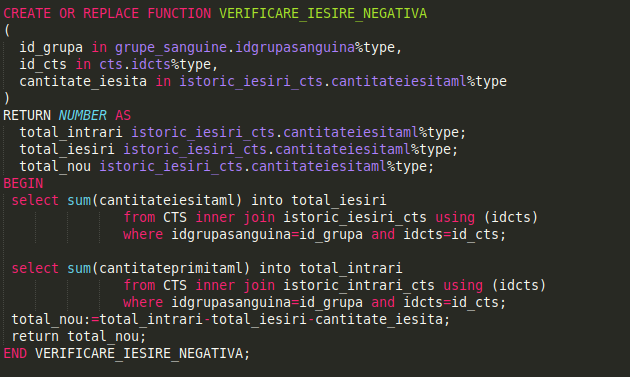 CREATE OR REPLACE FUNCTION VERIFICARE_IESIRE_NEGATIVA
(
  id_grupa in grupe_sanguine.idgrupasanguina%type,
  id_cts in cts.idcts%type,
  cantitate_iesita in istoric_iesiri_cts.cantitateiesitaml%type
)
RETURN NUMBER AS
  total_intrari istoric_iesiri_cts.cantitateiesitaml%type;
  total_iesiri istoric_iesiri_cts.cantitateiesitaml%type;
  total_nou istoric_iesiri_cts.cantitateiesitaml%type;
BEGIN
 select sum(cantitateiesitaml) into total_iesiri
               from CTS inner join istoric_iesiri_cts using (idcts)
               where idgrupasanguina=id_grupa and idcts=id_cts;

 select sum(cantitateprimitaml) into total_intrari
               from CTS inner join istoric_intrari_cts using (idcts)
               where idgrupasanguina=id_grupa and idcts=id_cts;
 total_nou:=total_intrari-total_iesiri-cantitate_iesita;
 return total_nou;
END VERIFICARE_IESIRE_NEGATIVA;